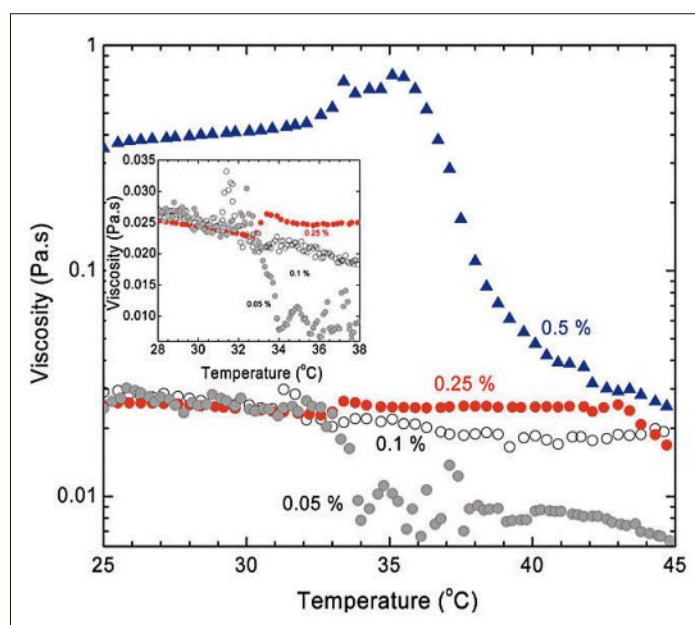 1
0.1
0.01
Viscosity (Pa.s)
25 30 35 40 45
Temperature (°C)
0.5 %
0.25 %
0.1 %
0.05 %
0.035
0.030
0.025
0.020
0.015
0.010
Viscosity (Pa.s)
28 30 32 34 36 38
Temperature (°C)
0.25 %
0.1 %
0.05 %